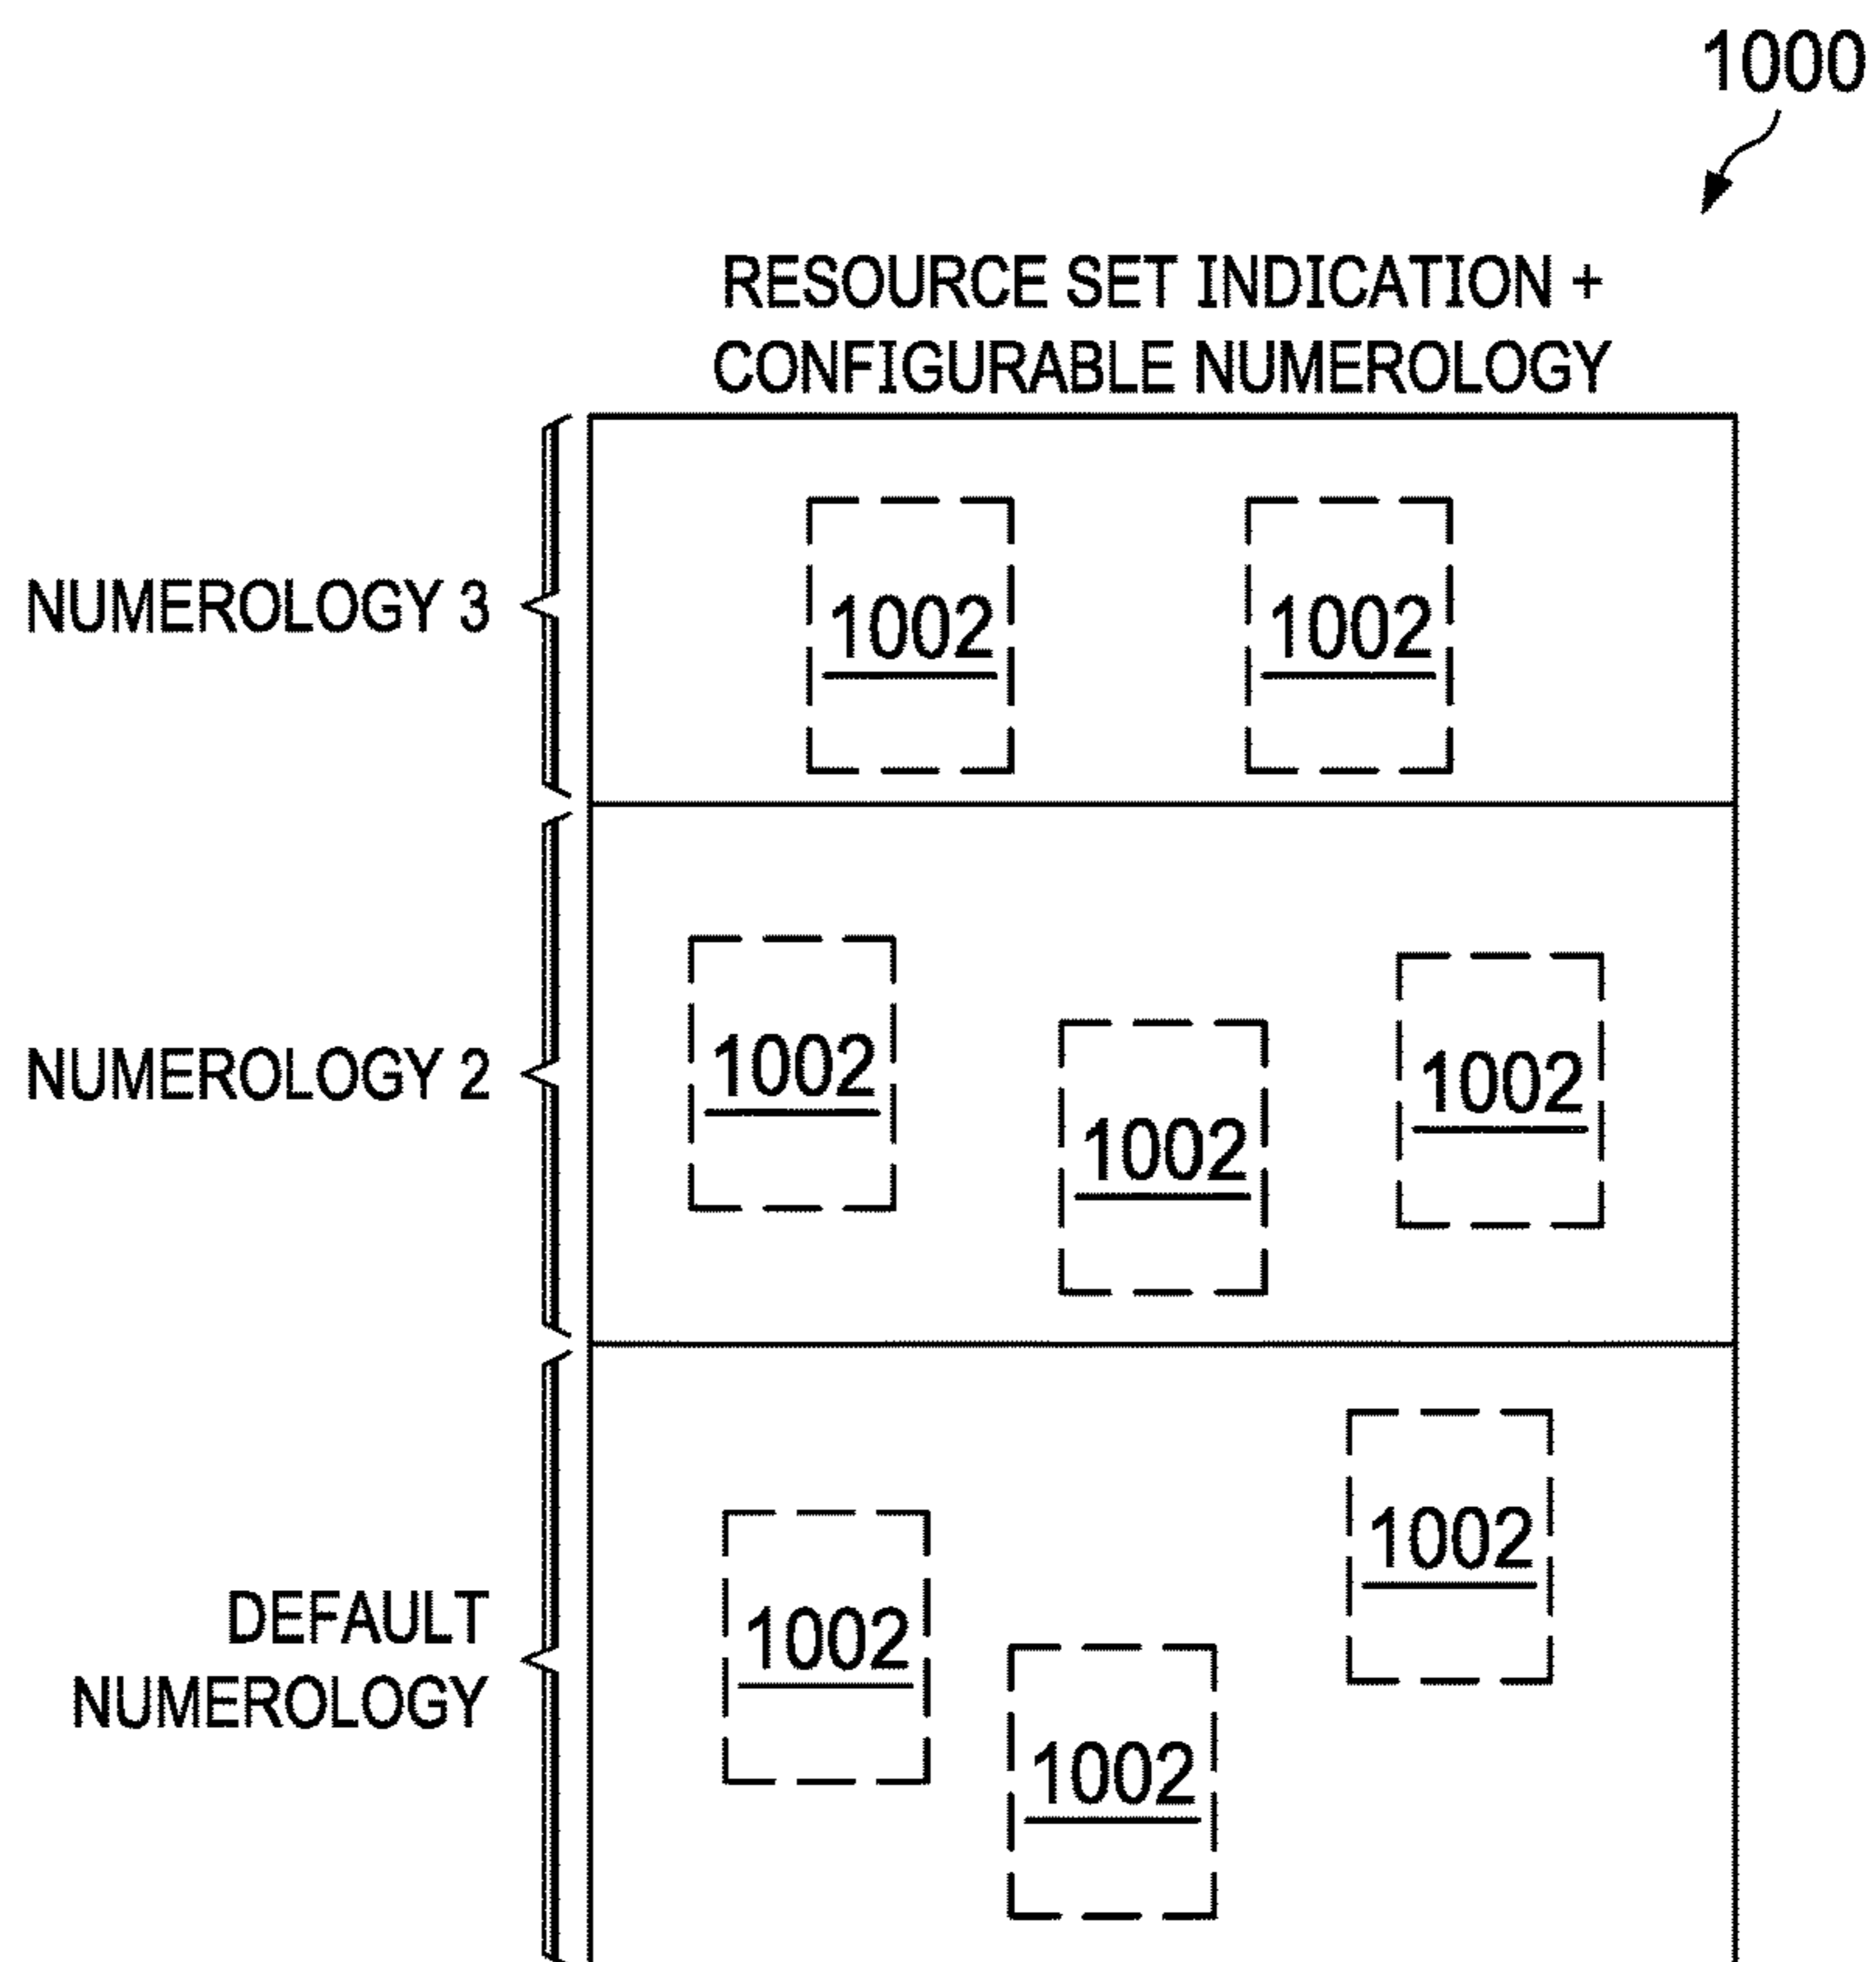 1000
RESOURCE SET INDICATION +
CONFIGURABLE NUMEROLOGY
NUMEROLOGY 3
1002 1002
NUMEROLOGY 2
1002
1002
1002
DEFAULT
NUMEROLOGY
1002
1002
1002